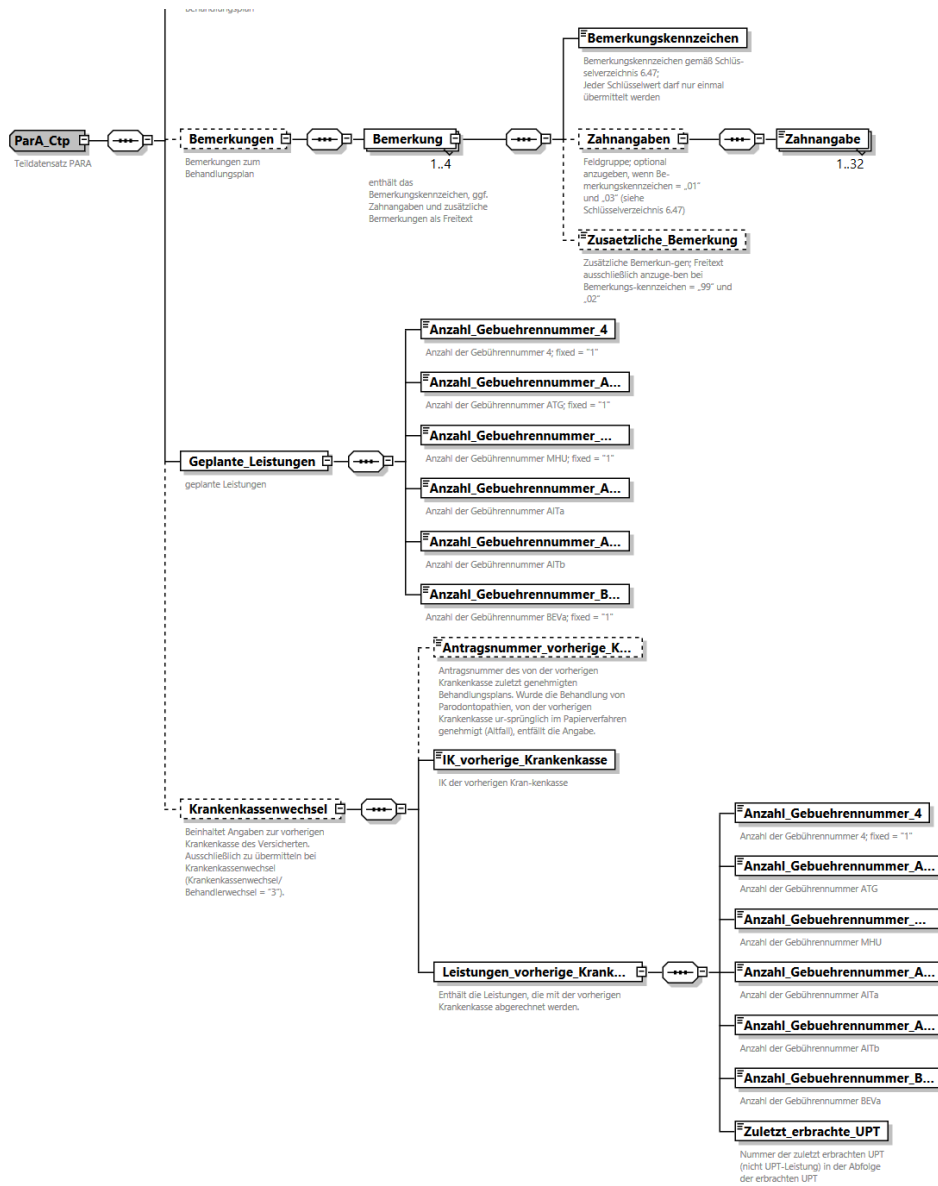 Behandlungsplan
Bemerkungskennzeichen
Bemerkungskennzeichen gemäß Schlüs-
selverzeichnis 6.47;
Jeder Schlüsselwert darf nur einmal
übermittelt werden
ParA_Ctp
Teildatensatz PARA
Bemerkungen
Bemerkungen zum
Behandlungsplan
Bemerkung
1..4
enthält das
Bemerkungskennzeichen, ggf.
Zahnangaben und zusätzliche
Bermerkungen als Freitext
Zahnangaben
Feldgruppe; optional
anzugeben, wenn Be-
merkungskennzeichen = „01"
und „03" (siehe
Schlüsselverzeichnis 6.47)
Zahnangabe
1..32
Zusaetzliche_Bemerkung
Zusätzliche Bemerkun-gen; Freitext
ausschließlich anzuge-ben bei
Bemerkungs-kennzeichen = „99" und
„02"
Anzahl_Gebuehrennummer_4
Anzahl der Gebührennummer 4; fixed = "1"
Anzahl_Gebuehrennummer_A...
Anzahl der Gebührennummer ATG; fixed = "1"
Anzahl_Gebuehrennummer_...
Anzahl der Gebührennummer MHU; fixed = "1"
Geplante_Leistungen
geplante Leistungen
Anzahl_Gebuehrennummer_A...
Anzahl der Gebührennummer AITa
Anzahl_Gebuehrennummer_A...
Anzahl der Gebührennummer AITb
Anzahl_Gebuehrennummer_B...
Anzahl der Gebührennummer BEVa; fixed = "1"
Antragsnummer_vorherige_K...
Antragsnummer des von der vorherigen
Krankenkasse zuletzt genehmigten
Behandlungsplans. Wurde die Behandlung von
Parodontopathien, von der vorherigen
Krankenkasse ur-sprünglich im Papierverfahren
genehmigt (Altfall), entfällt die Angabe.
IK_vorherige_Krankenkasse
IK der vorherigen Kran-kenkasse
Krankenkassenwechsel
Beinhaltet Angaben zur vorherigen
Krankenkasse des Versicherten.
Ausschließlich zu übermitteln bei
Krankenkassenwechsel
(Krankenkassenwechsel/
Behandlerwechsel = "3").
Leistungen_vorherige_Krank...
Enthält die Leistungen, die mit der vorherigen
Krankenkasse abgerechnet werden.
Anzahl_Gebuehrennummer_4
Anzahl der Gebührennummer 4; fixed = "1"
Anzahl_Gebuehrennummer_A...
Anzahl der Gebührennummer ATG
Anzahl_Gebuehrennummer_...
Anzahl der Gebührennummer MHU
Anzahl_Gebuehrennummer_A...
Anzahl der Gebührennummer AITa
Anzahl_Gebuehrennummer_A...
Anzahl der Gebührennummer AITb
Anzahl_Gebuehrennummer_B...
Anzahl der Gebührennummer BEVa
Zuletzt_erbrachte_UPT
Nummer der zuletzt erbrachten UPT
(nicht UPT-Leistung) in der Abfolge
der erbrachten UPT